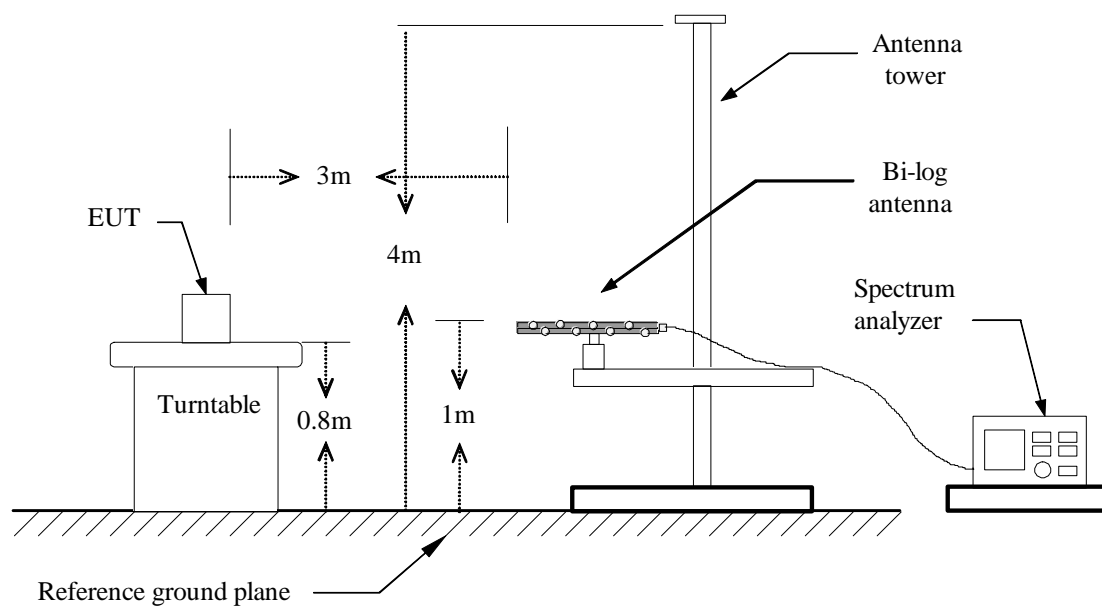 Antenna
tower
3m
Bi-log
antenna
EUT
4m
Spectrum
analyzer
Turntable
0.8m
1m
Reference ground plane